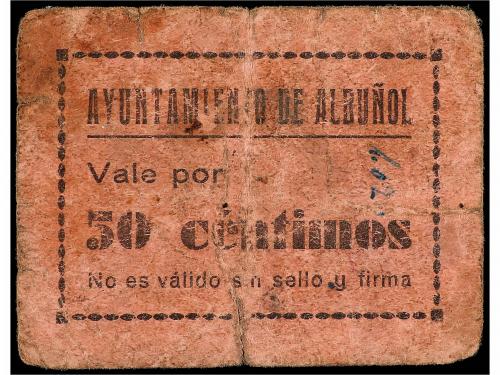 AYUNTAMIENTO DE ALBUÑOL
Vale por
50 céntimos
No es válido sin sello y firma